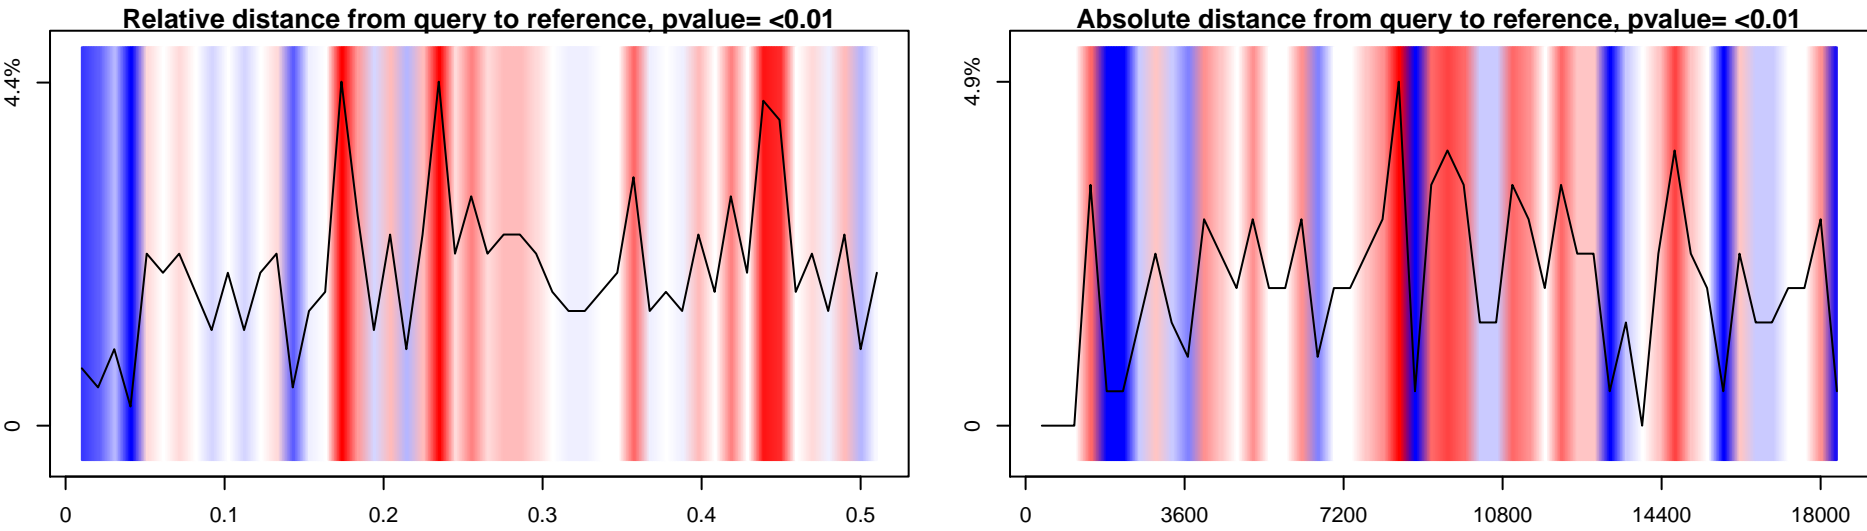 Relative distance from query to reference, pvalue= <0.01
4.4%
0
0 0.1 0.2 0.3 0.4 0.5
Absolute distance from query to reference, pvalue= <0.01
4.9%
0
0 3600 7200 10800 14400 18000